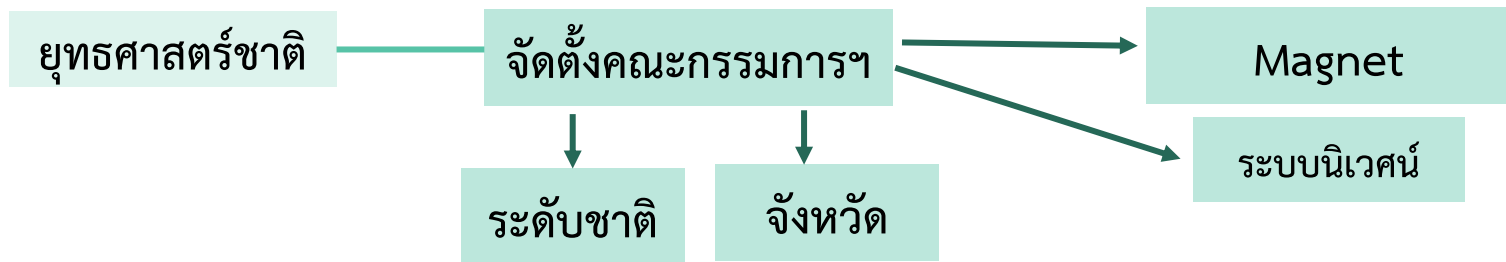 ยุทธศาสตร์ชาติ
จัดตั้งคณะกรรมการฯ
Magnet
ระบบนิเวศน์
ระดับชาติ
จังหวัด